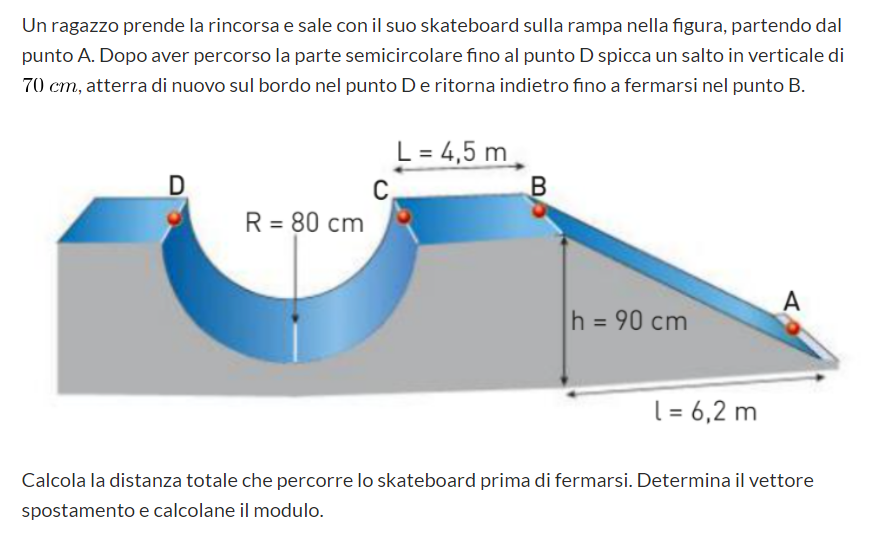 Un ragazzo prende la rincorsa e sale con il suo skateboard sulla rampa nella figura, partendo dal
punto A. Dopo aver percorso la parte semicircolare fino al punto D spicca un salto in verticale di
70 cm, atterra di nuovo sul bordo nel punto D e ritorna indietro fino a fermarsi nel punto B.
L = 4,5 m
D
C
B
R = 80 cm
A
h = 90 cm
l = 6,2 m
Calcola la distanza totale che percorre lo skateboard prima di fermarsi. Determina il vettore
spostamento e calcolane il modulo.